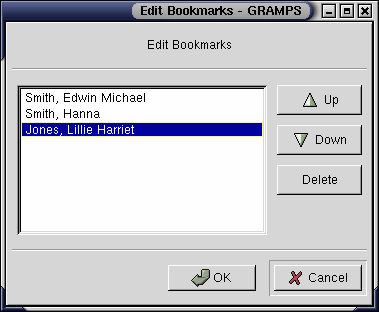 Edit Bookmarks - GRAMPS
Edit Bookmarks
Smith, Edwin Michael
Smith, Hanna
Jones, Lillie Harriet
Up
Down
Delete
OK
Cancel